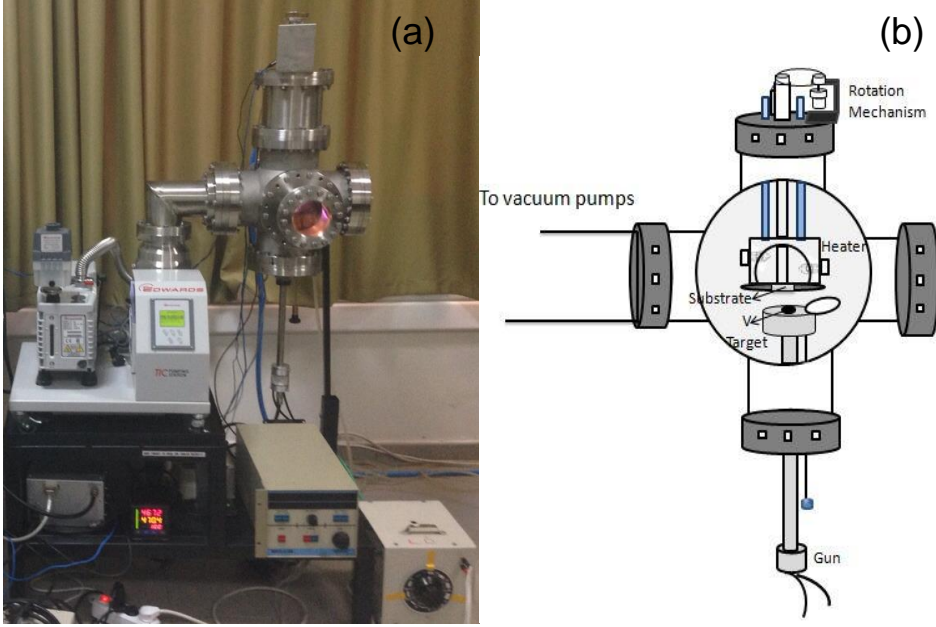 (a)
EDWARDS
(b)
Rotation
Mechanism
To vacuum pumps
Heater
Substrate
V
Target
Gun